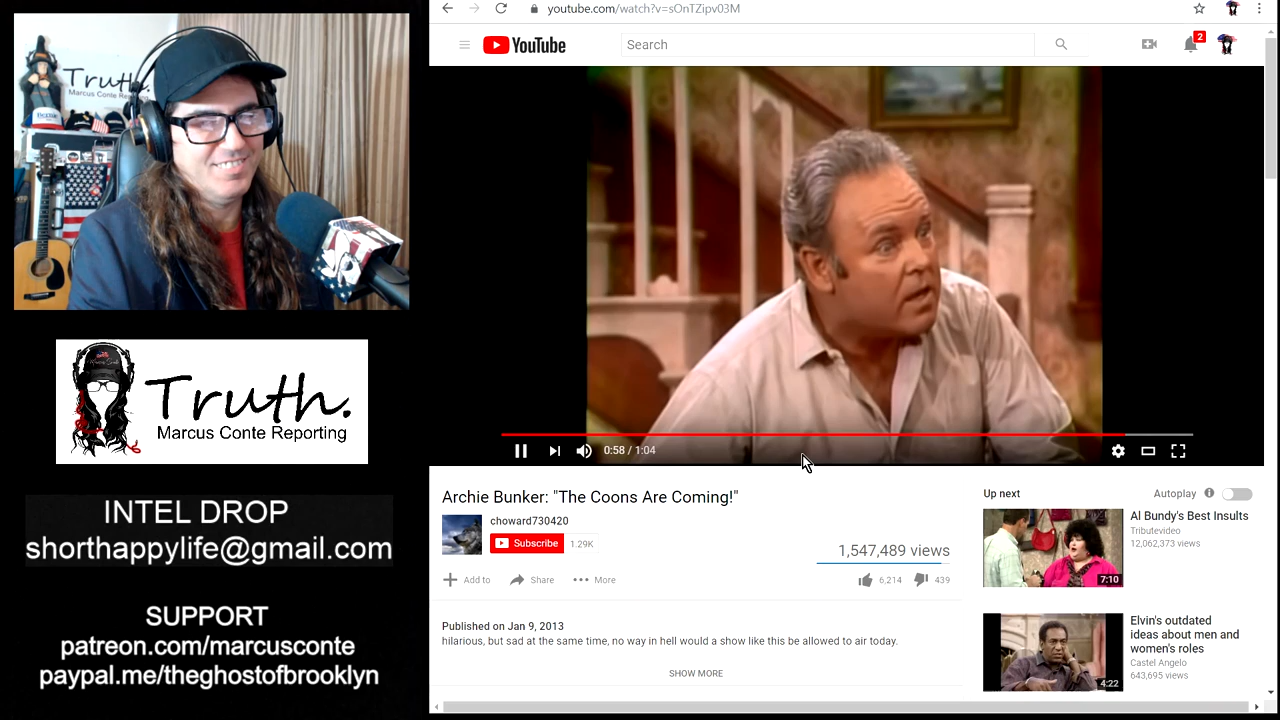 Truth.
Marcus Conte Reporting
Truth.
Marcus Conte Reporting
INTEL DROP
shorthappylife@gmail.com
SUPPORT
patreon.com/marcusconte
paypal.me/theghostofbrooklyn
youtube.com/watch?v=sOnTZipv03M
YouTube
Search
2
0:58 / 1:04
Archie Bunker: "The Coons Are Coming!"
choward730420
Subscribe 1.29K
1,547,489 views
Add to Share More
6,214 439
Published on Jan 9, 2013
hilarious, but sad at the same time, no way in hell would a show like this be allowed to air today.
SHOW MORE
Up next Autoplay
Al Bundy's Best Insults
Tributevideo
12,062,373 views
7:10
Elvin's outdated
ideas about men and
women's roles
Castel Angelo
643,695 views
4:22